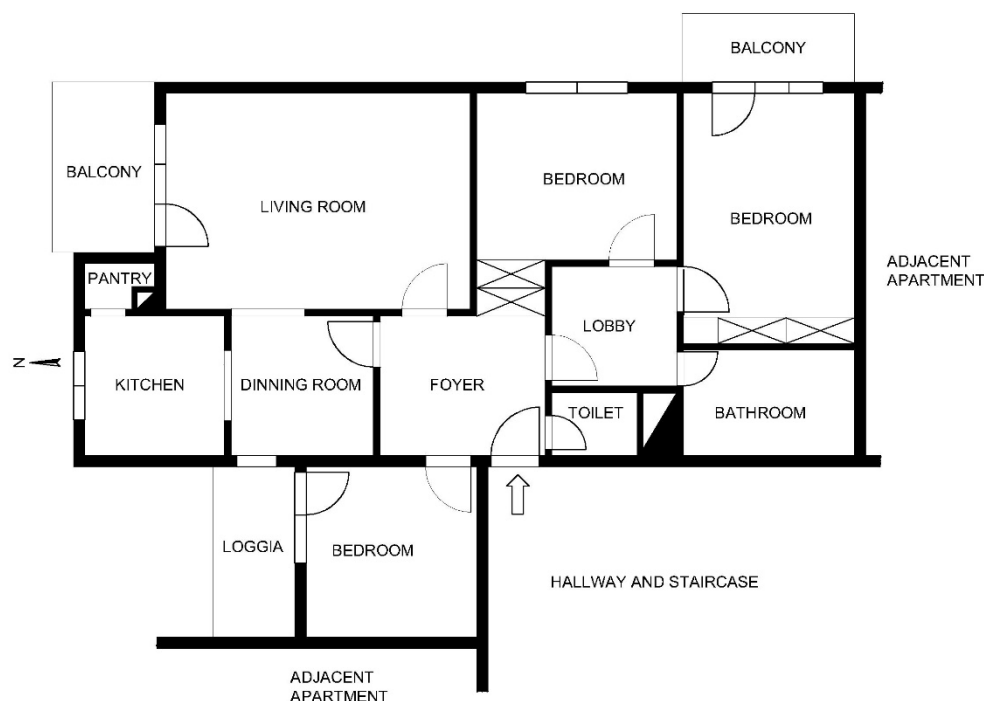 BALCONY
BALCONY
BEDROOM
LIVING ROOM
BEDROOM
ADJACENT
APARTMENT
PANTRY
LOBBY
N
KITCHEN
DINNING ROOM
FOYER
TOILET
BATHROOM
LOGGIA
BEDROOM
HALLWAY AND STAIRCASE
ADJACENT
APARTMENT